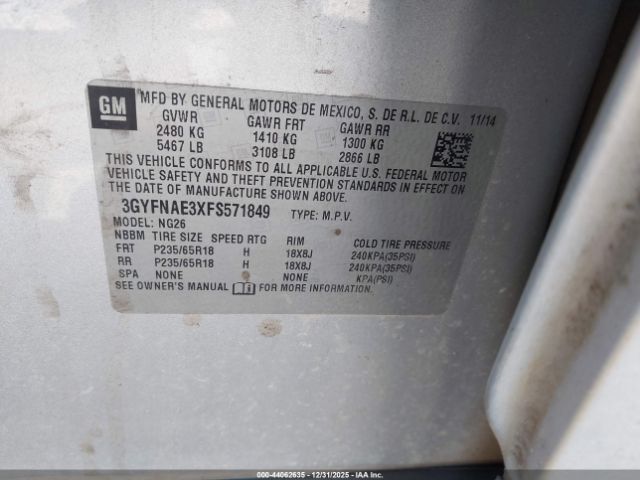 GM
MFD BY GENERAL MOTORS DE MEXICO, S. DE R.L. DE C.V. 11/14
GVWR GAWR FRT GAWR RR
2480 KG 1410 KG 1300 KG
5467 LB 3108 LB 2866 LB
THIS VEHICLE CONFORMS TO ALL APPLICABLE U.S. FEDERAL MOTOR
VEHICLE SAFETY AND THEFT PREVENTION STANDARDS IN EFFECT ON
THE DATE OF MANUFACTURE SHOWN ABOVE.
3GYFNAE3XFS571849 TYPE: M.P.V.
MODEL: NG26
NBBM TIRE SIZE SPEED RTG RIM COLD TIRE PRESSURE
FRT P235/65R18 H 18X8J 240KPA(35PSI)
RR P235/65R18 H 18X8J 240KPA(35PSI)
SPA NONE NONE KPA(PSI)
SEE OWNER'S MANUAL FOR MORE INFORMATION.
000-44062635 - 12/31/2025 - IAA Inc.